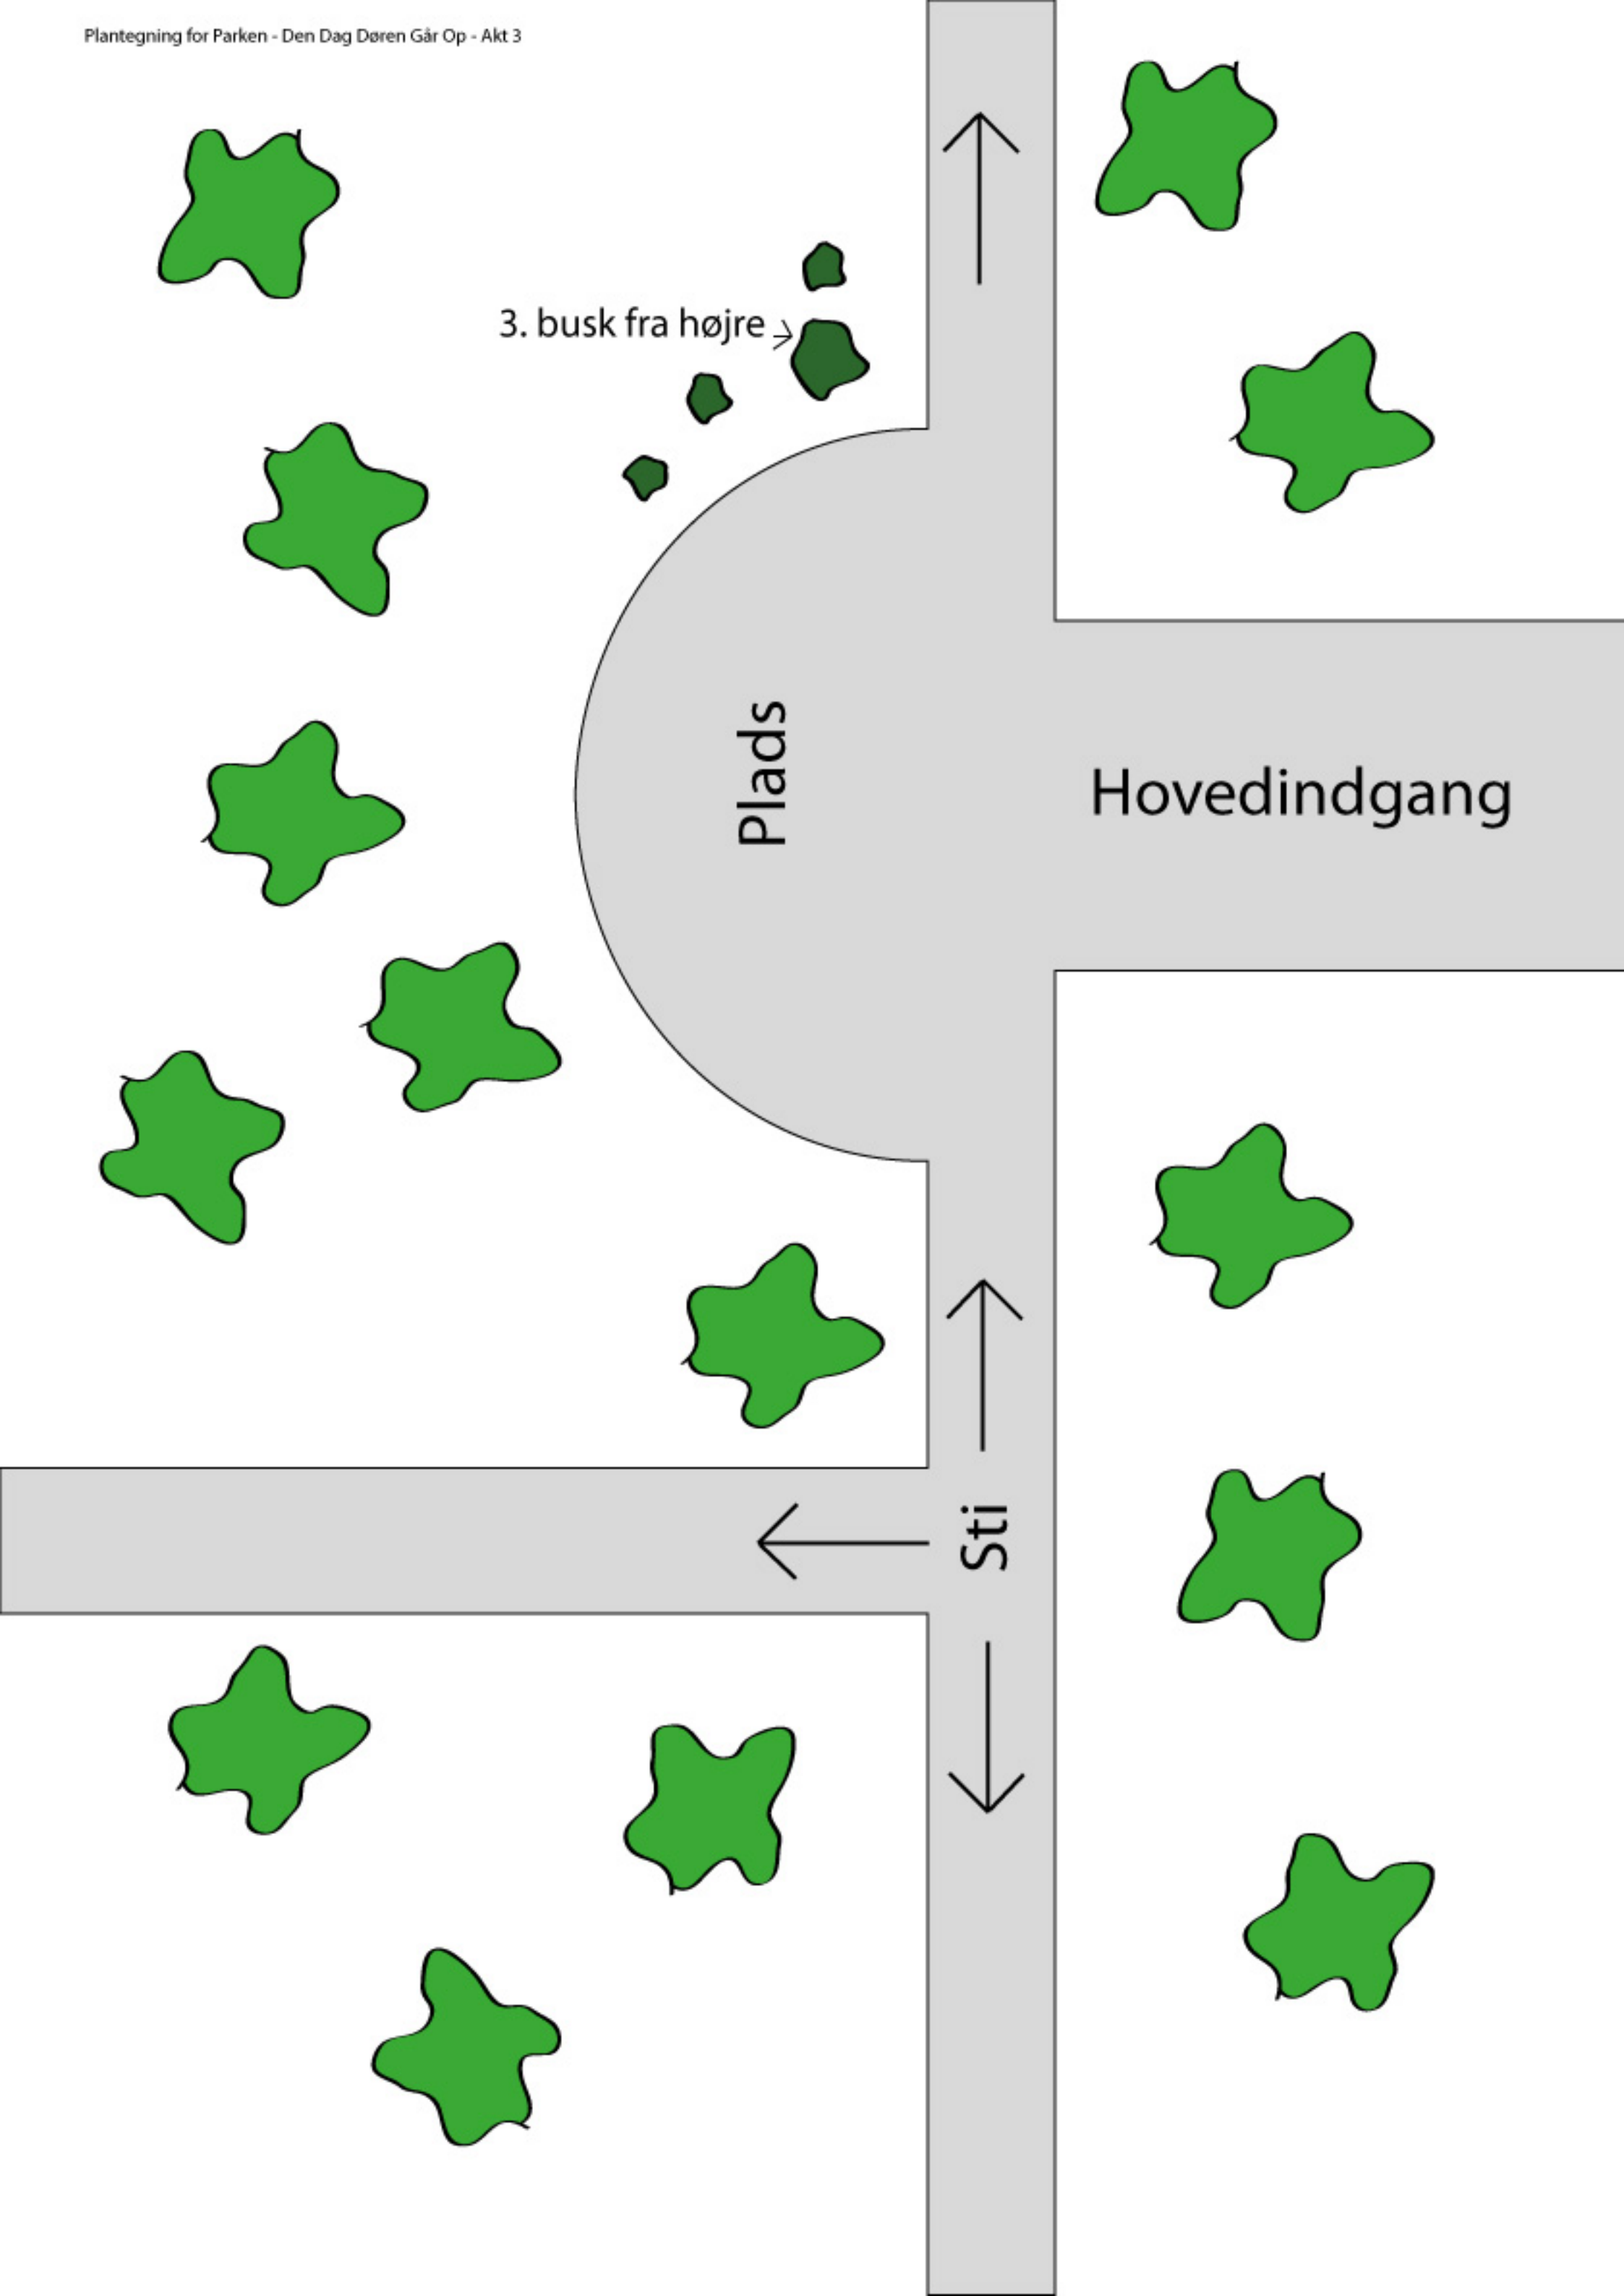 Plantegning for Parken - Den Dag Døren Går Op - Akt 3
3. busk fra højre
Plads
Hovedindgang
Sti